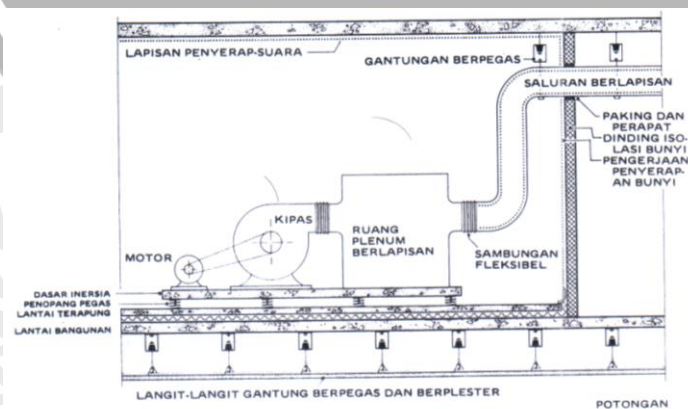 LAPISAN PENYERAP-SUARA
GANTUNGAN BERPEGAS
SALURAN BERLAPISAN
PAKING DAN
PERAPAT
DINDING ISO-
LASI BUNYI
PENGERJAAN
PENYERAP-
AN BUNYI
KIPAS
RUANG
PLENUM
BERLAPISAN
SAMBUNGAN
FLEKSIBEL
MOTOR
DASAR INERSIA
PENOPANG PEGAS
LANTAI TERAPUNG
LANTAI BANGUNAN
LANGIT-LANGIT GANTUNG BERPEGAS DAN BERPLESTER
POTONGAN